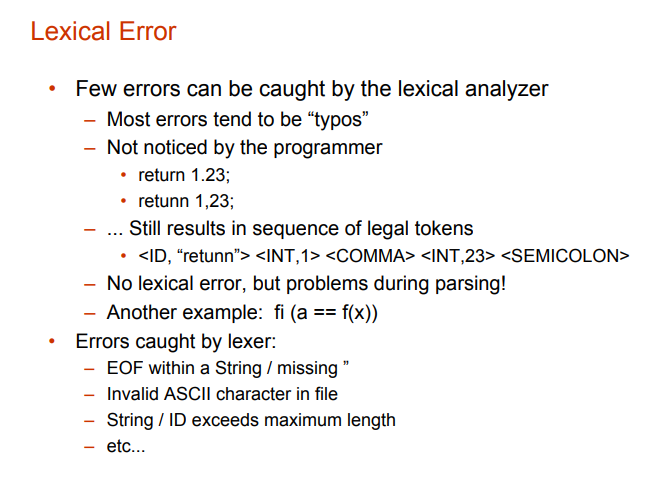 Lexical Error
• Few errors can be caught by the lexical analyzer
– Most errors tend to be “typos”
– Not noticed by the programmer
• return 1.23;
• retunn 1,23;
– ... Still results in sequence of legal tokens
• <ID, “retunn”> <INT,1> <COMMA> <INT,23> <SEMICOLON>
– No lexical error, but problems during parsing!
– Another example:  fi (a == f(x))
• Errors caught by lexer:
– EOF within a String / missing ”
– Invalid ASCII character in file
– String / ID exceeds maximum length
– etc...